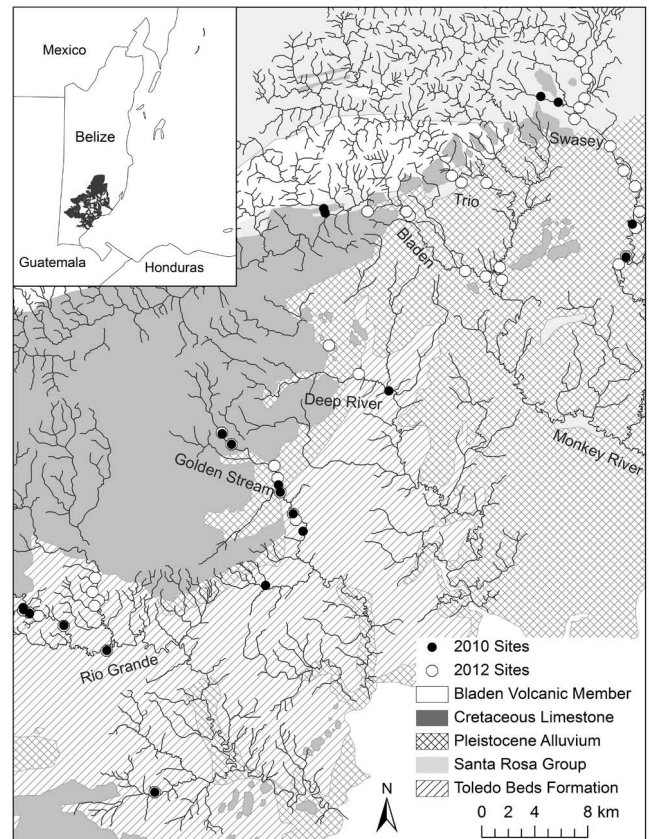 Mexico
Belize
Guatemala
Honduras
Swasey
Trio
Bladen
Deep River
Monkey River
Golden Stream
Rio Grande
2010 Sites
2012 Sites
Bladen Volcanic Member
Cretaceous Limestone
Pleistocene Alluvium
Santa Rosa Group
Toledo Beds Formation
N
0 2 4 8 km